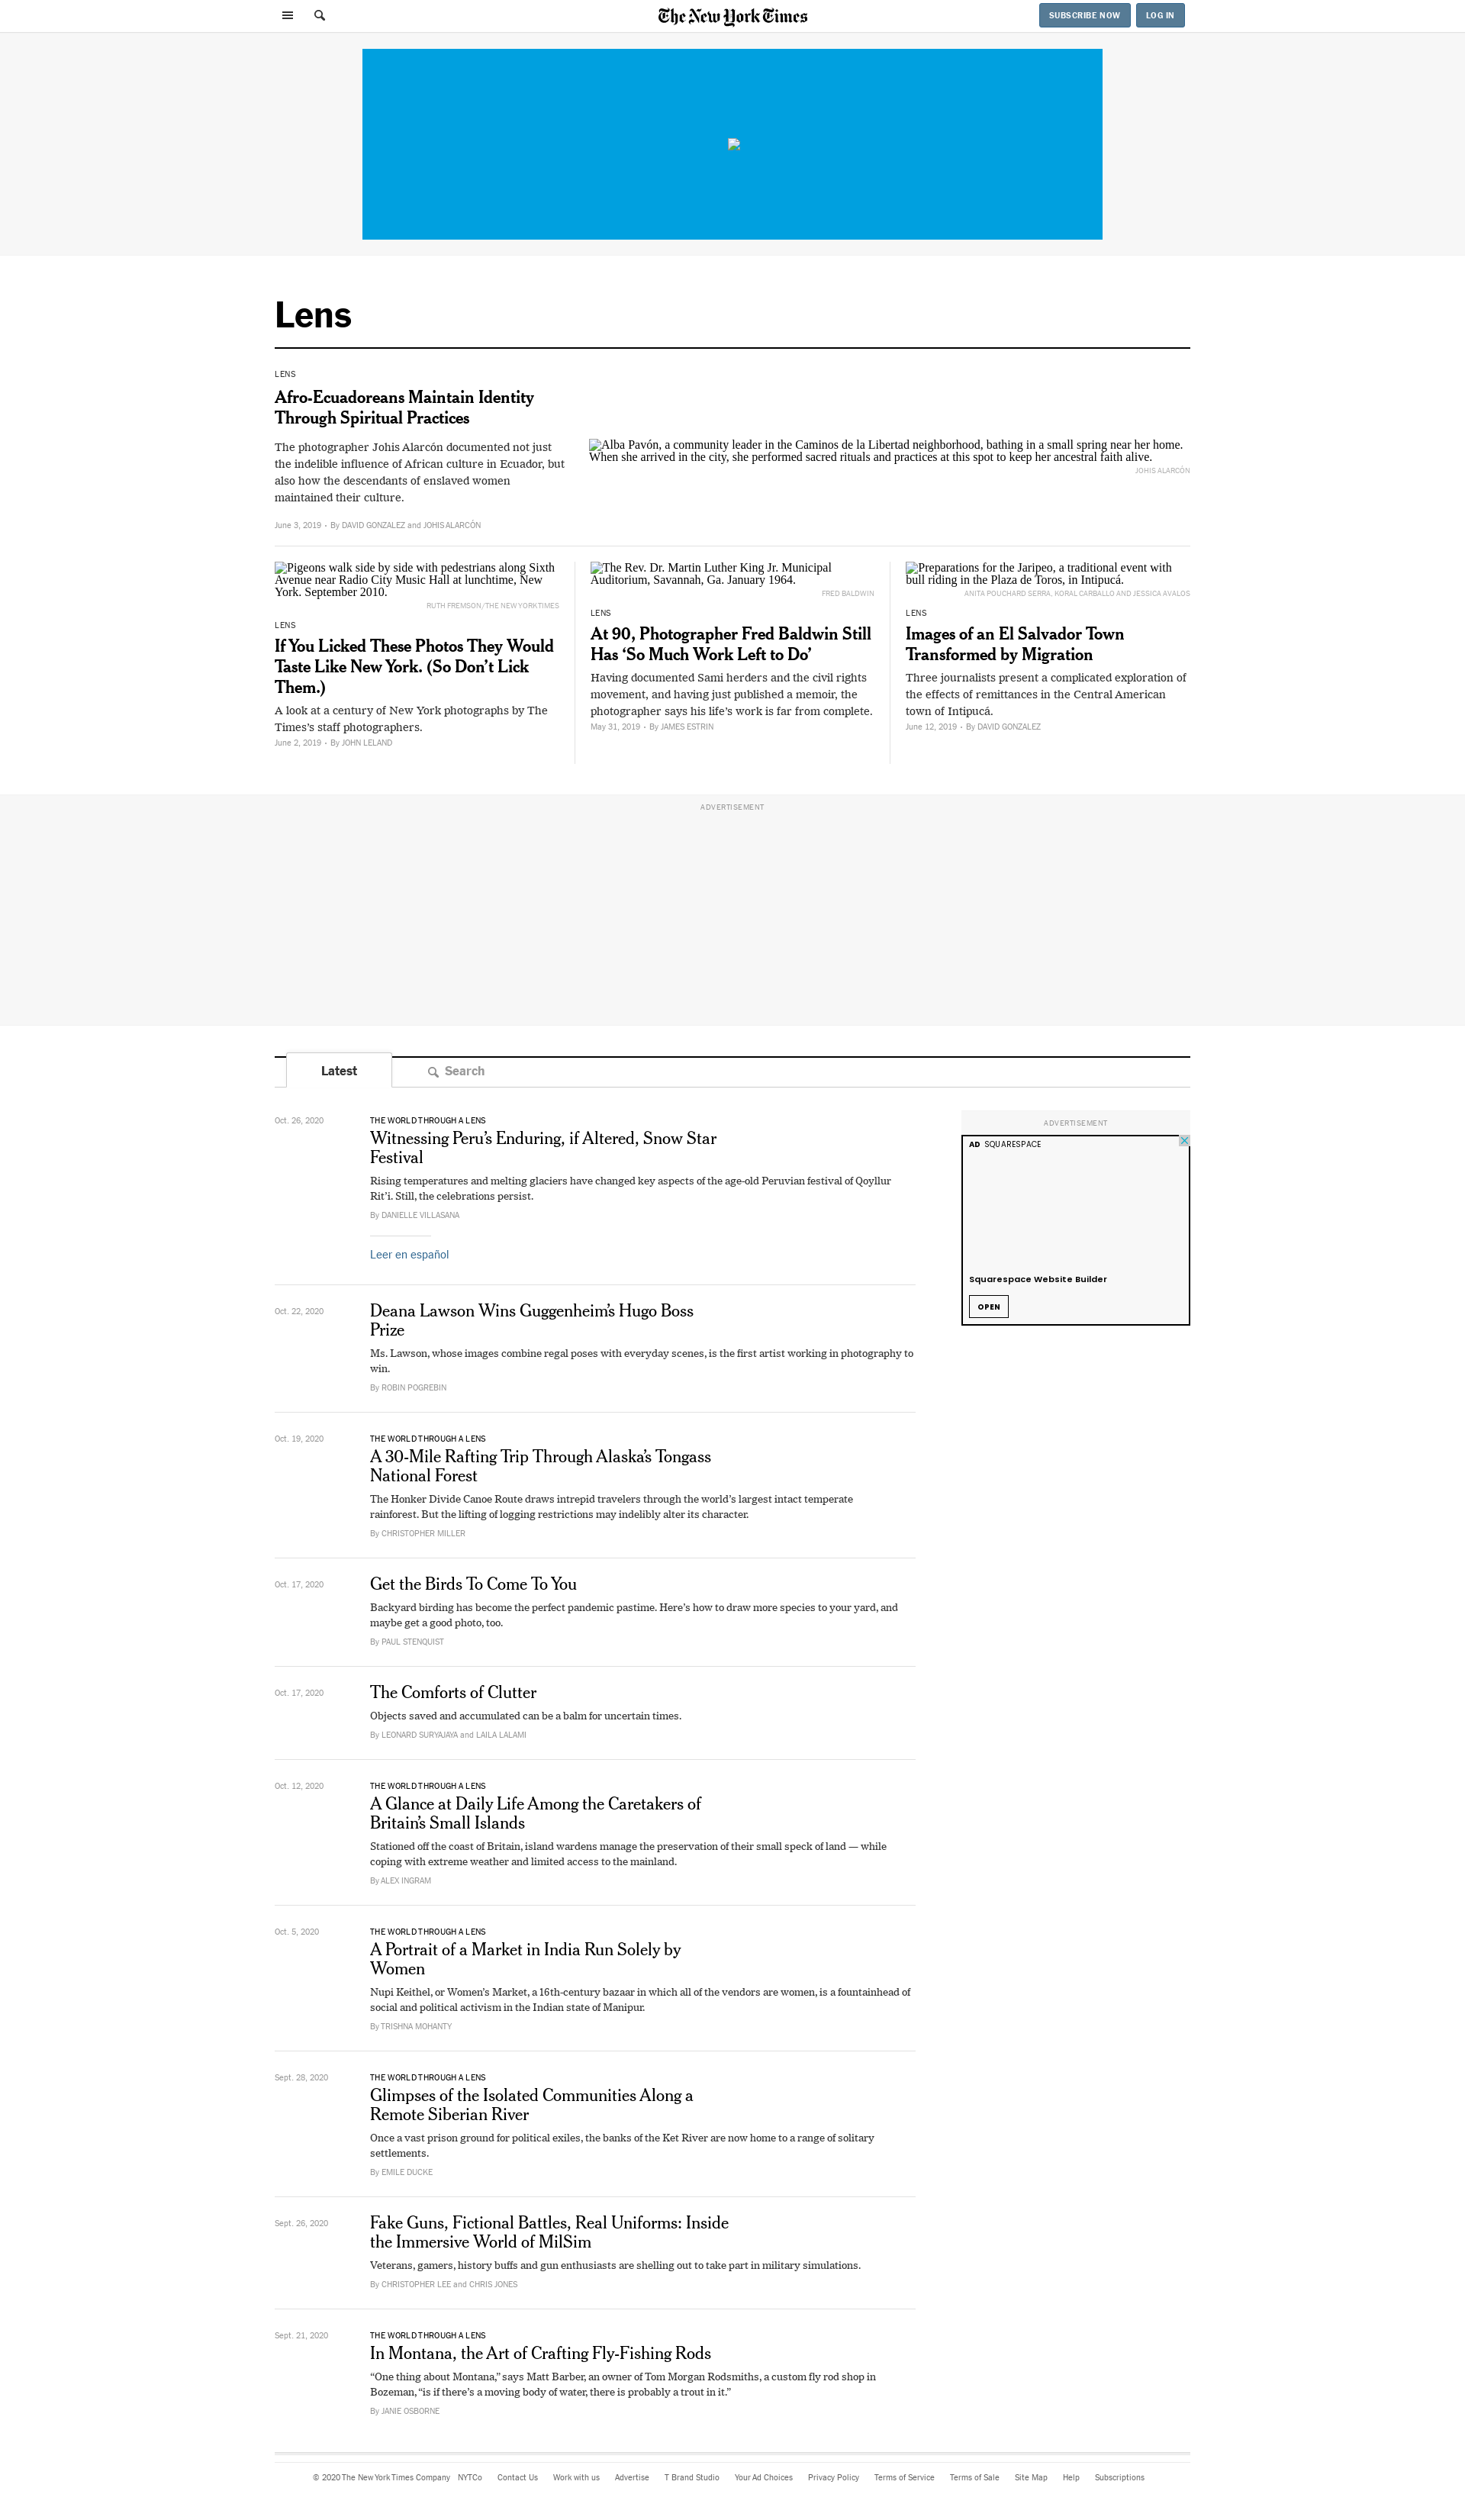 The New York Times
SUBSCRIBE NOW
LOG IN
Lens
LENS
Afro-Ecuadoreans Maintain Identity
Through Spiritual Practices
The photographer Johis Alarcón documented not just
the indelible influence of African culture in Ecuador, but
also how the descendants of enslaved women
maintained their culture.
June 3, 2019 • By DAVID GONZALEZ and JOHIS ALARCÓN
Alba Pavón, a community leader in the Caminos de la Libertad neighborhood, bathing in a small spring near her home.
When she arrived in the city, she performed sacred rituals and practices at this spot to keep her ancestral faith alive.
JOHIS ALARCÓN
Pigeons walk side by side with pedestrians along Sixth
Avenue near Radio City Music Hall at lunchtime, New
York. September 2010.
RUTH FREMSON/THE NEW YORK TIMES
LENS
If You Licked These Photos They Would
Taste Like New York. (So Don’t Lick
Them.)
A look at a century of New York photographs by The
Times’s staff photographers.
June 2, 2019 • By JOHN LELAND
The Rev. Dr. Martin Luther King Jr. Municipal
Auditorium, Savannah, Ga. January 1964.
FRED BALDWIN
LENS
At 90, Photographer Fred Baldwin Still
Has ‘So Much Work Left to Do’
Having documented Sami herders and the civil rights
movement, and having just published a memoir, the
photographer says his life’s work is far from complete.
May 31, 2019 • By JAMES ESTRIN
Preparations for the Jaripeo, a traditional event with
bull riding in the Plaza de Toros, in Intipucá.
ANITA POUCHARD SERRA, KORAL CARBALLO AND JESSICA AVALOS
LENS
Images of an El Salvador Town
Transformed by Migration
Three journalists present a complicated exploration of
the effects of remittances in the Central American
town of Intipucá.
June 12, 2019 • By DAVID GONZALEZ
ADVERTISEMENT
Latest
Search
Oct. 26, 2020
THE WORLD THROUGH A LENS
Witnessing Peru’s Enduring, if Altered, Snow Star
Festival
Rising temperatures and melting glaciers have changed key aspects of the age-old Peruvian festival of Qoyllur
Rit’i. Still, the celebrations persist.
By DANIELLE VILLASANA
Leer en español
ADVERTISEMENT
AD SQUARESPACE
Squarespace Website Builder
OPEN
Oct. 22, 2020
Deana Lawson Wins Guggenheim’s Hugo Boss
Prize
Ms. Lawson, whose images combine regal poses with everyday scenes, is the first artist working in photography to
win.
By ROBIN POGREBIN
Oct. 19, 2020
THE WORLD THROUGH A LENS
A 30-Mile Rafting Trip Through Alaska’s Tongass
National Forest
The Honker Divide Canoe Route draws intrepid travelers through the world’s largest intact temperate
rainforest. But the lifting of logging restrictions may indelibly alter its character.
By CHRISTOPHER MILLER
Oct. 17, 2020
Get the Birds To Come To You
Backyard birding has become the perfect pandemic pastime. Here’s how to draw more species to your yard, and
maybe get a good photo, too.
By PAUL STENQUIST
Oct. 17, 2020
The Comforts of Clutter
Objects saved and accumulated can be a balm for uncertain times.
By LEONARD SURYAJAYA and LAILA LALAMI
Oct. 12, 2020
THE WORLD THROUGH A LENS
A Glance at Daily Life Among the Caretakers of
Britain’s Small Islands
Stationed off the coast of Britain, island wardens manage the preservation of their small speck of land — while
coping with extreme weather and limited access to the mainland.
By ALEX INGRAM
Oct. 5, 2020
THE WORLD THROUGH A LENS
A Portrait of a Market in India Run Solely by
Women
Nupi Keithel, or Women’s Market, a 16th-century bazaar in which all of the vendors are women, is a fountainhead of
social and political activism in the Indian state of Manipur.
By TRISHNA MOHANTY
Sept. 28, 2020
THE WORLD THROUGH A LENS
Glimpses of the Isolated Communities Along a
Remote Siberian River
Once a vast prison ground for political exiles, the banks of the Ket River are now home to a range of solitary
settlements.
By EMILE DUCKE
Sept. 26, 2020
Fake Guns, Fictional Battles, Real Uniforms: Inside
the Immersive World of MilSim
Veterans, gamers, history buffs and gun enthusiasts are shelling out to take part in military simulations.
By CHRISTOPHER LEE and CHRIS JONES
Sept. 21, 2020
THE WORLD THROUGH A LENS
In Montana, the Art of Crafting Fly-Fishing Rods
“One thing about Montana,” says Matt Barber, an owner of Tom Morgan Rodsmiths, a custom fly rod shop in
Bozeman, “is if there’s a moving body of water, there is probably a trout in it.”
By JANIE OSBORNE
© 2020 The New York Times Company NYTCo Contact Us Work with us Advertise T Brand Studio Your Ad Choices Privacy Policy Terms of Service Terms of Sale Site Map Help Subscriptions